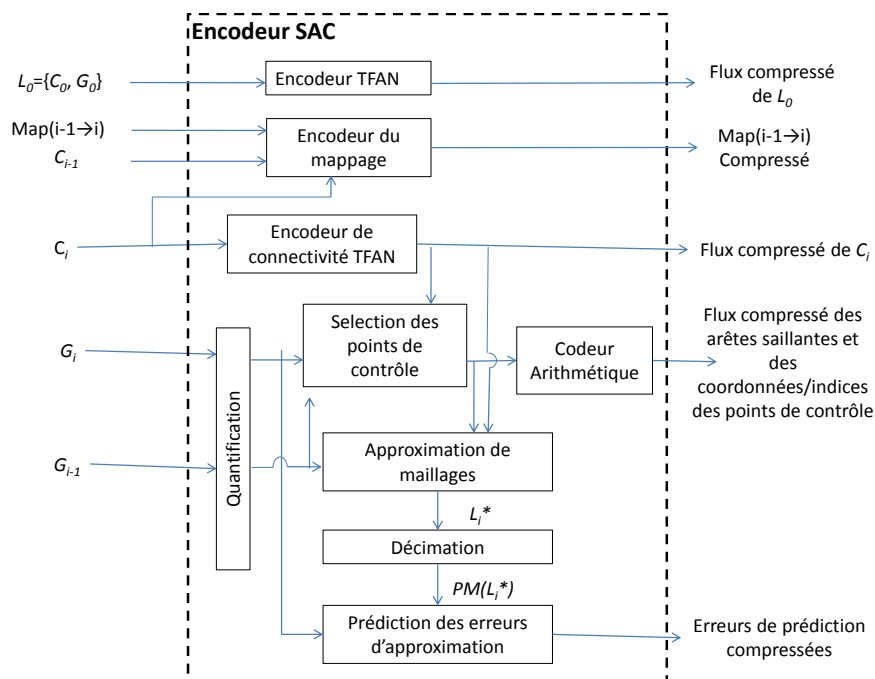 Encodeur SAC
L0={C0, G0}
Encodeur TFAN
Flux compressé
de L0
Map(i-1→i)
Ci-1
Encodeur du
mappage
Map(i-1→i)
Compressé
Ci
Encodeur de
connectivité TFAN
Flux compressé de Ci
Gi
Selection des
points de
contrôle
Codeur
Arithmétique
Flux compressé des
arêtes saillantes et
des
coordonnées/indices
des points de contrôle
Quantification
Gi-1
Approximation de
maillages
Li*
Décimation
PM(Li*)
Prédiction des erreurs
d'approximation
Erreurs de prédiction
compressées